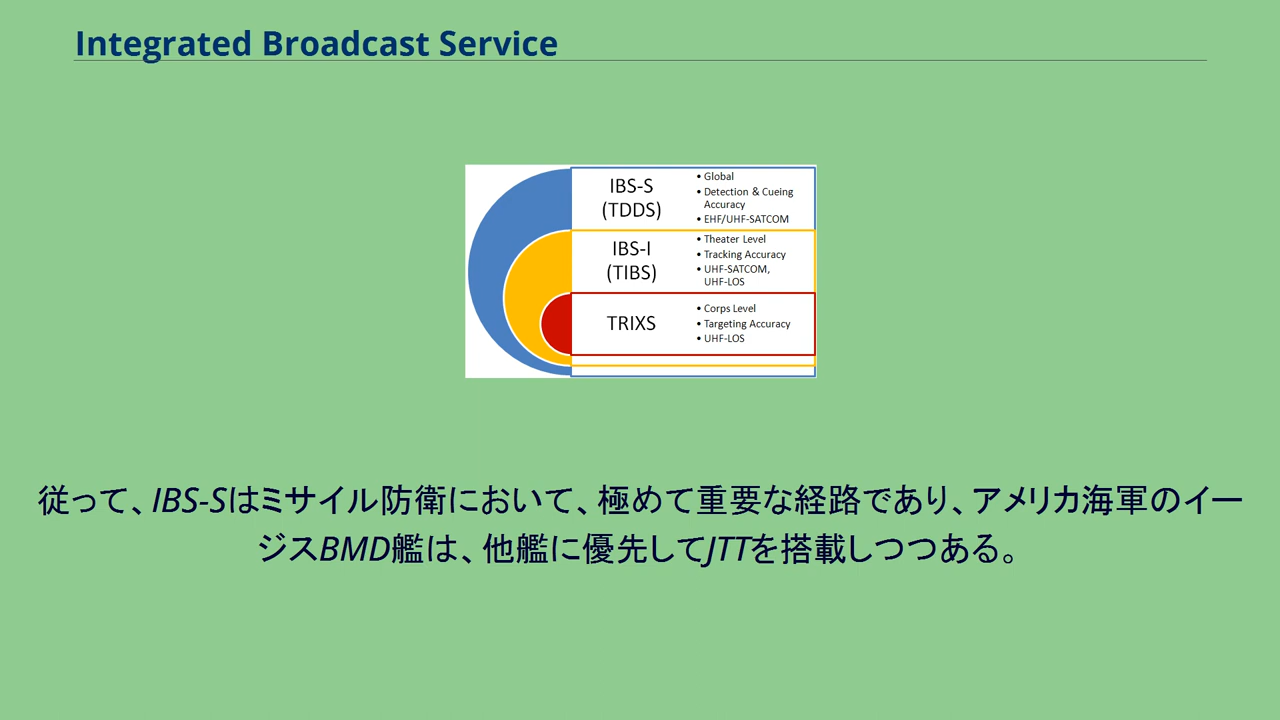 Integrated Broadcast Service
IBS-S
(TDDS)
• Global
• Detection & Cueing
Accuracy
• EHF/UHF-SATCOM
IBS-I
(TIBS)
• Theater Level
• Tracking Accuracy
• UHF-SATCOM,
UHF-LOS
TRIXS
• Corps Level
• Targeting Accuracy
• UHF-LOS
従って、IBS-Sはミサイル防衛において、極めて重要な経路であり、アメリカ海軍のイー
ジスBMD艦は、他艦に優先してJTTを搭載しつつある。